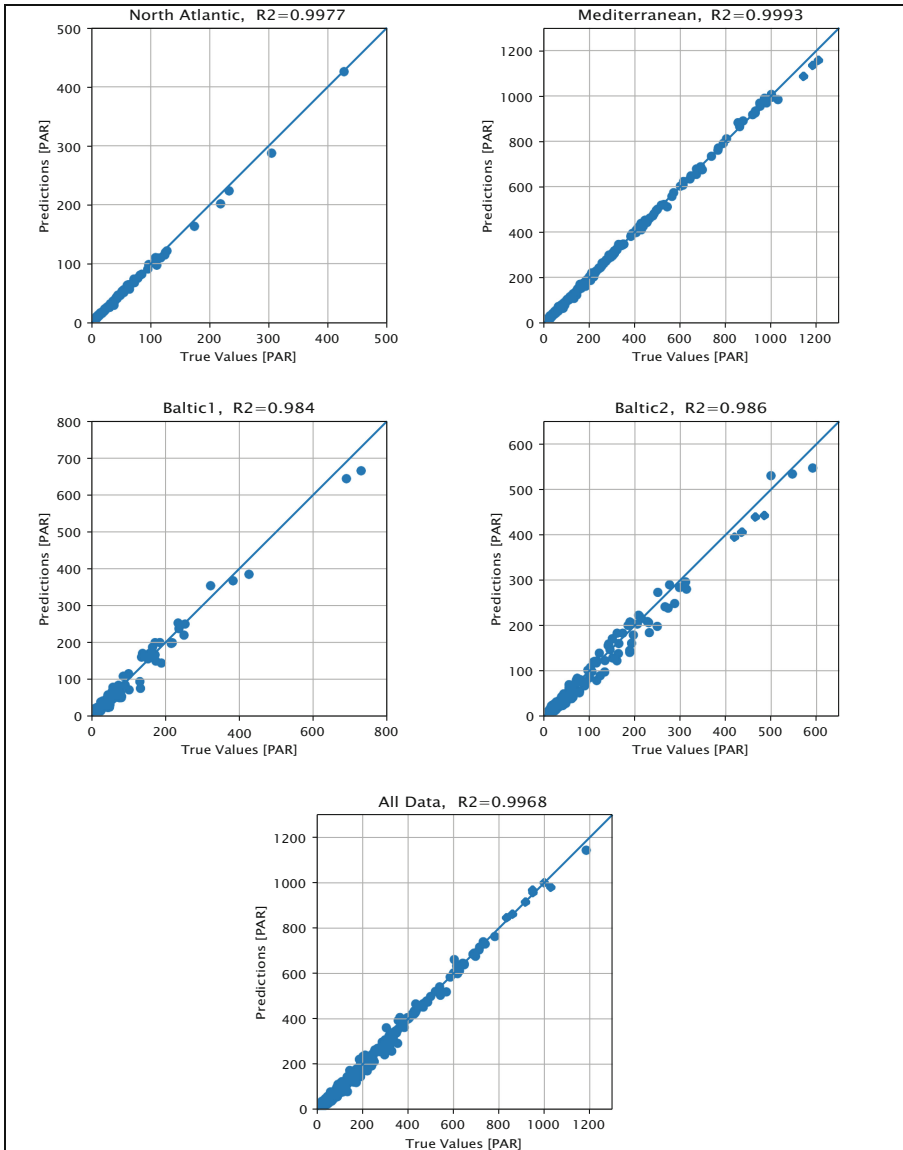 North Atlantic, R2=0.9977
500
400
300
200
100
0
Predictions [PAR]
0 100 200 300 400 500
True Values [PAR]
Mediterranean, R2=0.9993
1200
1000
800
600
400
200
0
Predictions [PAR]
0 200 400 600 800 1000 1200
True Values [PAR]
Baltic1, R2=0.984
800
700
600
500
400
300
200
100
0
Predictions [PAR]
0 200 400 600 800
True Values [PAR]
Baltic2, R2=0.986
600
500
400
300
200
100
0
Predictions [PAR]
0 100 200 300 400 500 600
True Values [PAR]
All Data, R2=0.9968
1200
1000
800
600
400
200
0
Predictions [PAR]
0 200 400 600 800 1000 1200
True Values [PAR]